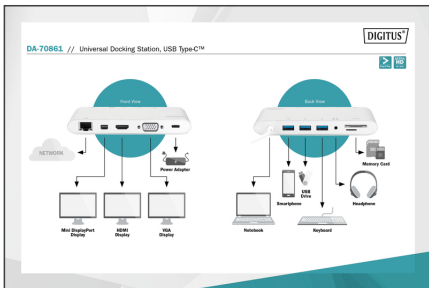 DIGITUS®
DA-70861 // Universal Docking Station, USB Type-C™
HD
Front View
Back View
NETWORK
Power Adapter
Memory Card
Smartphone
USB
Drive
Headphone
Mini DisplayPort
Display
HDMI
Display
VGA
Display
Notebook
Keyboard